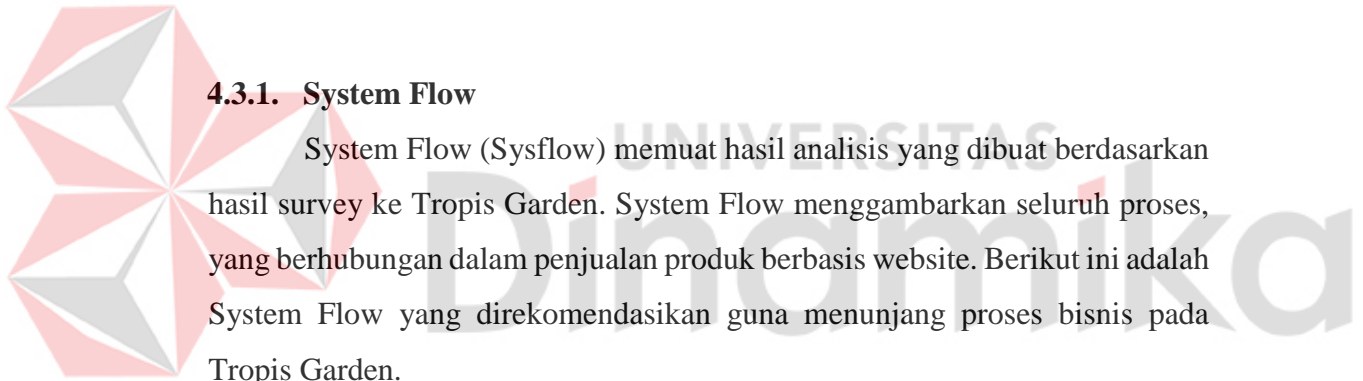 4.3.1. System Flow
UNIVERSITAS
Dinamika
System Flow (Sysflow) memuat hasil analisis yang dibuat berdasarkan
hasil survey ke Tropis Garden. System Flow menggambarkan seluruh proses,
yang berhubungan dalam penjualan produk berbasis website. Berikut ini adalah
System Flow yang direkomendasikan guna menunjang proses bisnis pada
Tropis Garden.